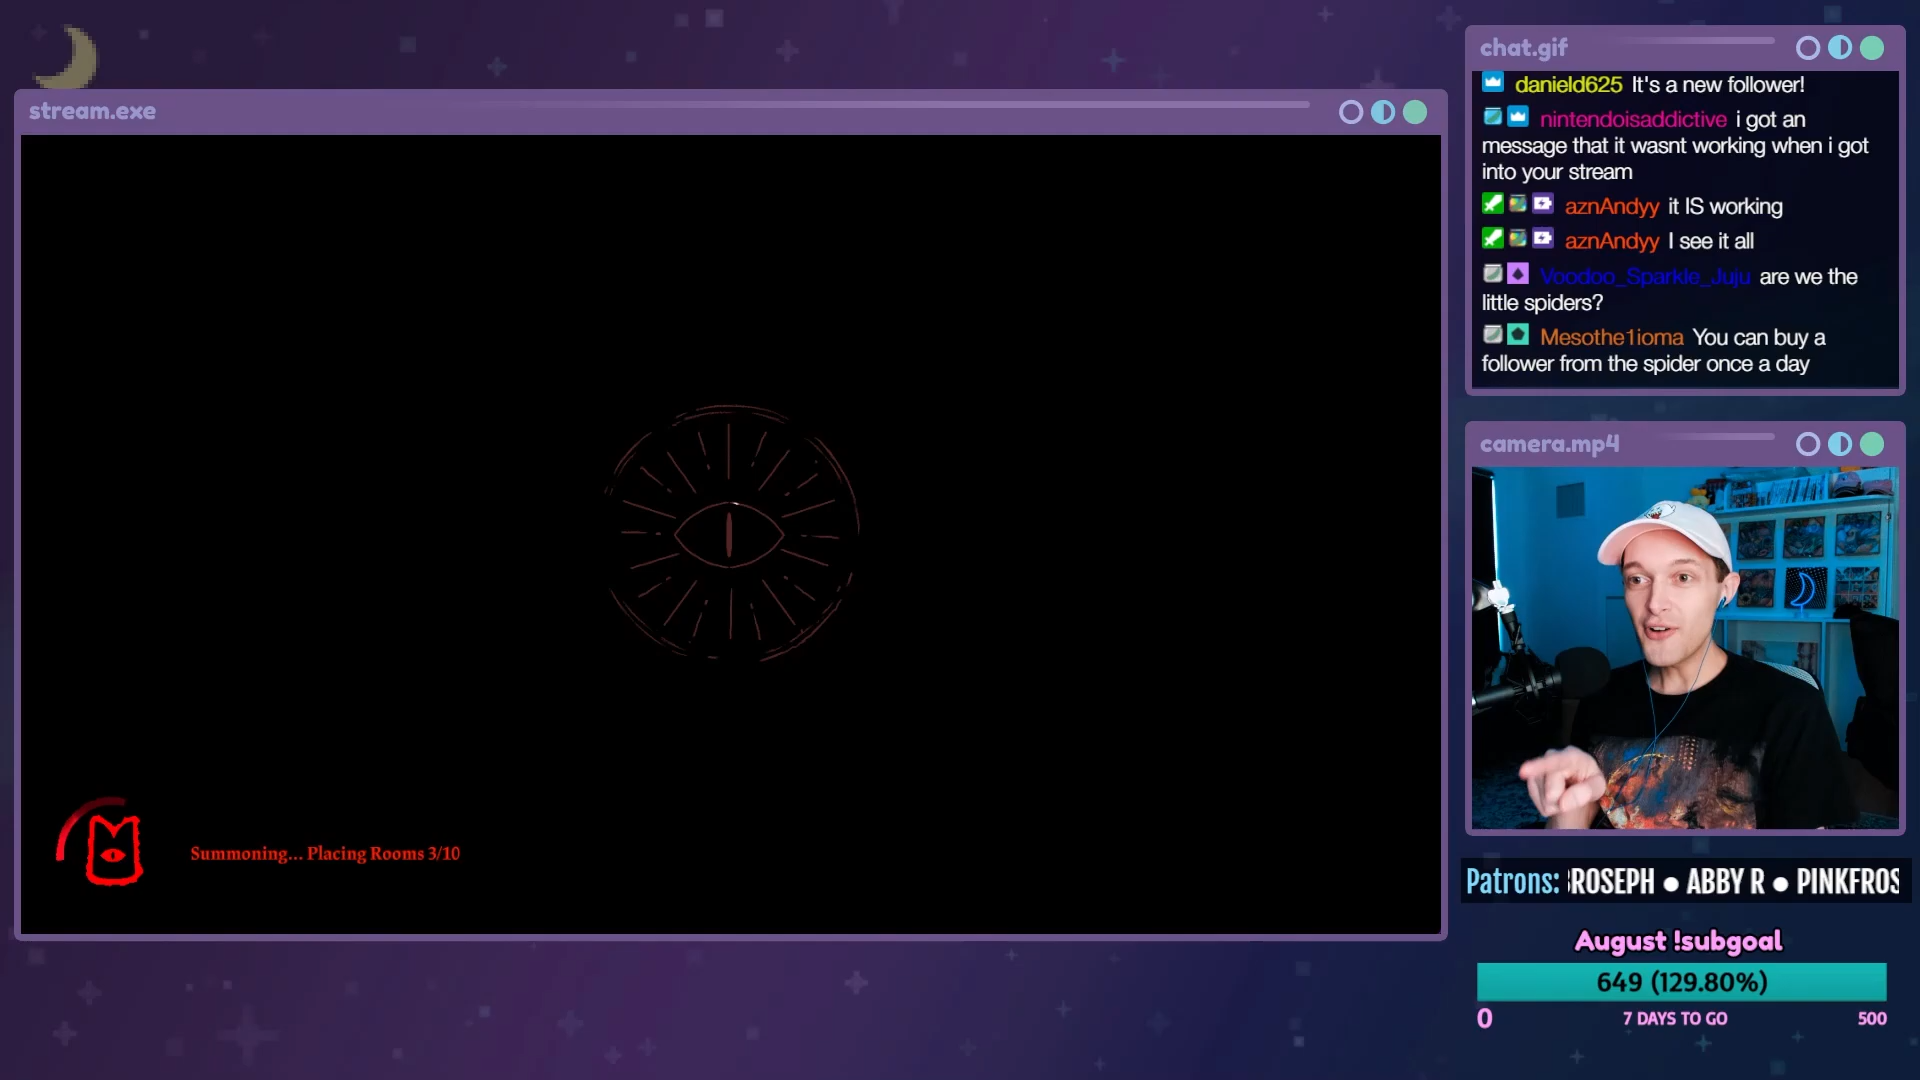 stream.exe
Summoning... Placing Rooms 3/10
chat.gif
danield625 It's a new follower!
nintendoisaddictive i got an
message that it wasnt working when i got
into your stream
aznAndyy it IS working
aznAndyy I see it all
Voodoo_Sparkle_Juju are we the
little spiders?
Mesothe1ioma You can buy a
follower from the spider once a day
camera.mp4
Patrons: BROSEPH ● ABBY R ● PINKFROS
August !subgoal
649 (129.80%)
0 7 DAYS TO GO 500